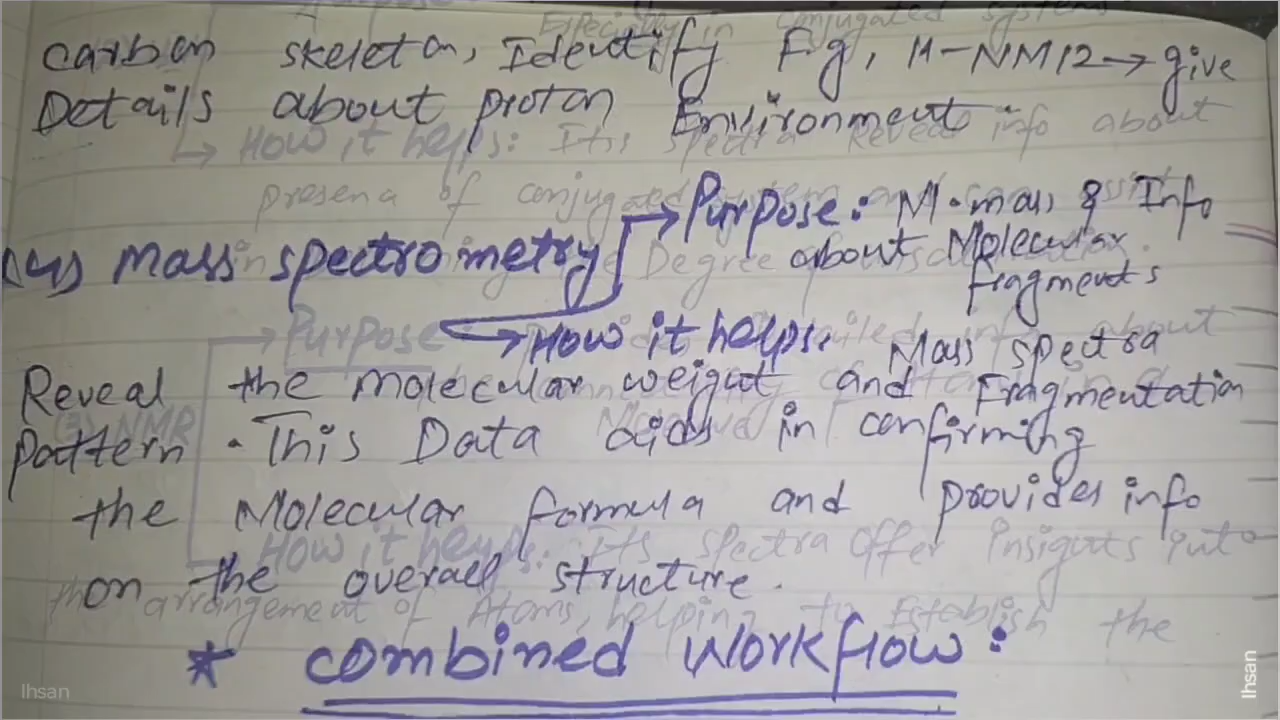 carbon skeleton, Identify F.g, H-NMR → give
Details about proton Environment.
(4) Mass spectrometry → Purpose: M.mass & Info
about Molecular
fragments
→ How it helps: Mass spectra
Reveal the molecular weight and Fragmentation
pattern. This Data aids in confirming
the Molecular formula and provides info
on the overall structure.
* Combined Workflow:
Ihsan
Ihsan